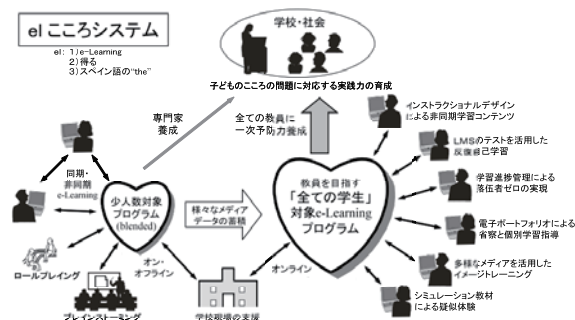 el こころシステム
el: 1) e-Learning
2) 得る
3) スペイン語の"the"
学校・社会
子どものこころの問題に対応する実践力の育成
専門家
養成
全ての教員に
一次予防力養成
同期・
非同期
e-Learning
少人数対象
プログラム
(blended)
様々なメディア
データの蓄積
教員を目指す
「全ての学生」
対象e-Learning
プログラム
オン・
オフライン
オンライン
ロールプレイング
ブレインストーミング
学校現場の支援
インストラクショナルデザイン
による非同期学習コンテンツ
LMSのテストを活用した
反復自己学習
学習進捗管理による
落伍者ゼロの実現
電子ポートフォリオによる
省察と個別学習指導
多様なメディアを活用した
イメージトレーニング
シミュレーション教材
による疑似体験